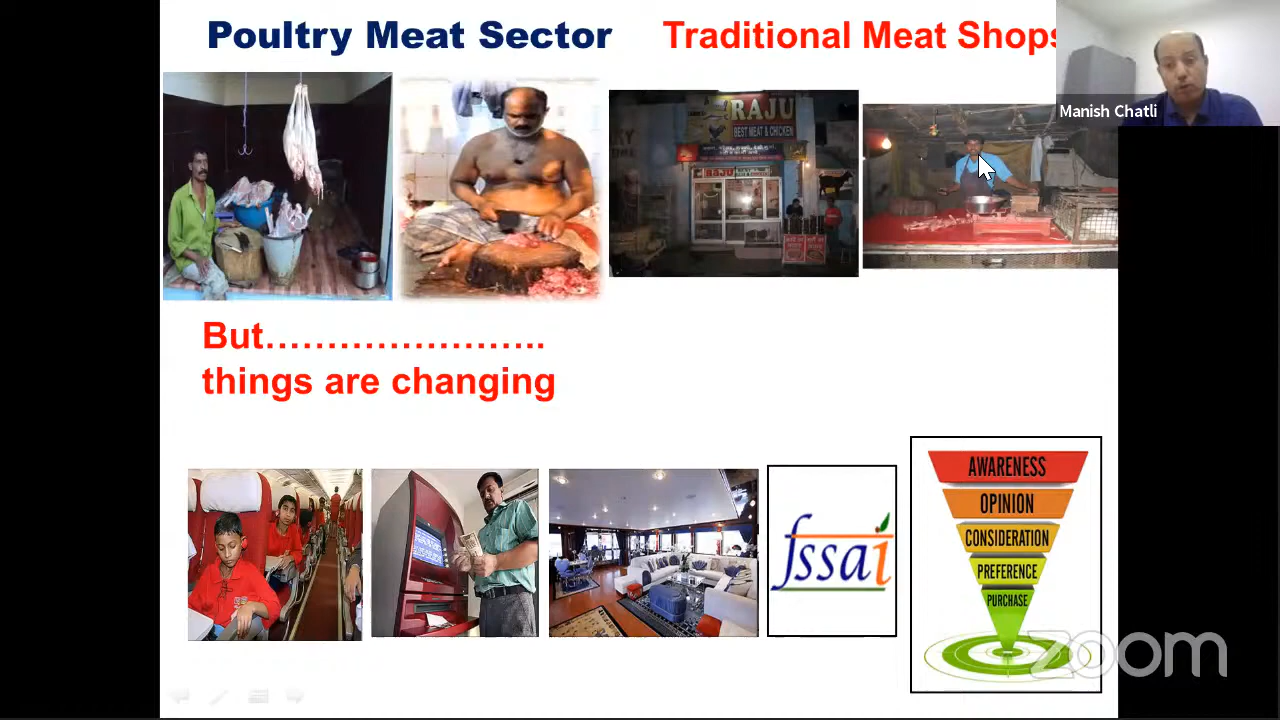 Poultry Meat Sector
Traditional Meat Shops
Manish Chatli
RAJU
BEST MEAT & CHICKEN
RAJU
But…………………..
things are changing
fssai
AWARENESS
OPINION
CONSIDERATION
PREFERENCE
PURCHASE
zoom